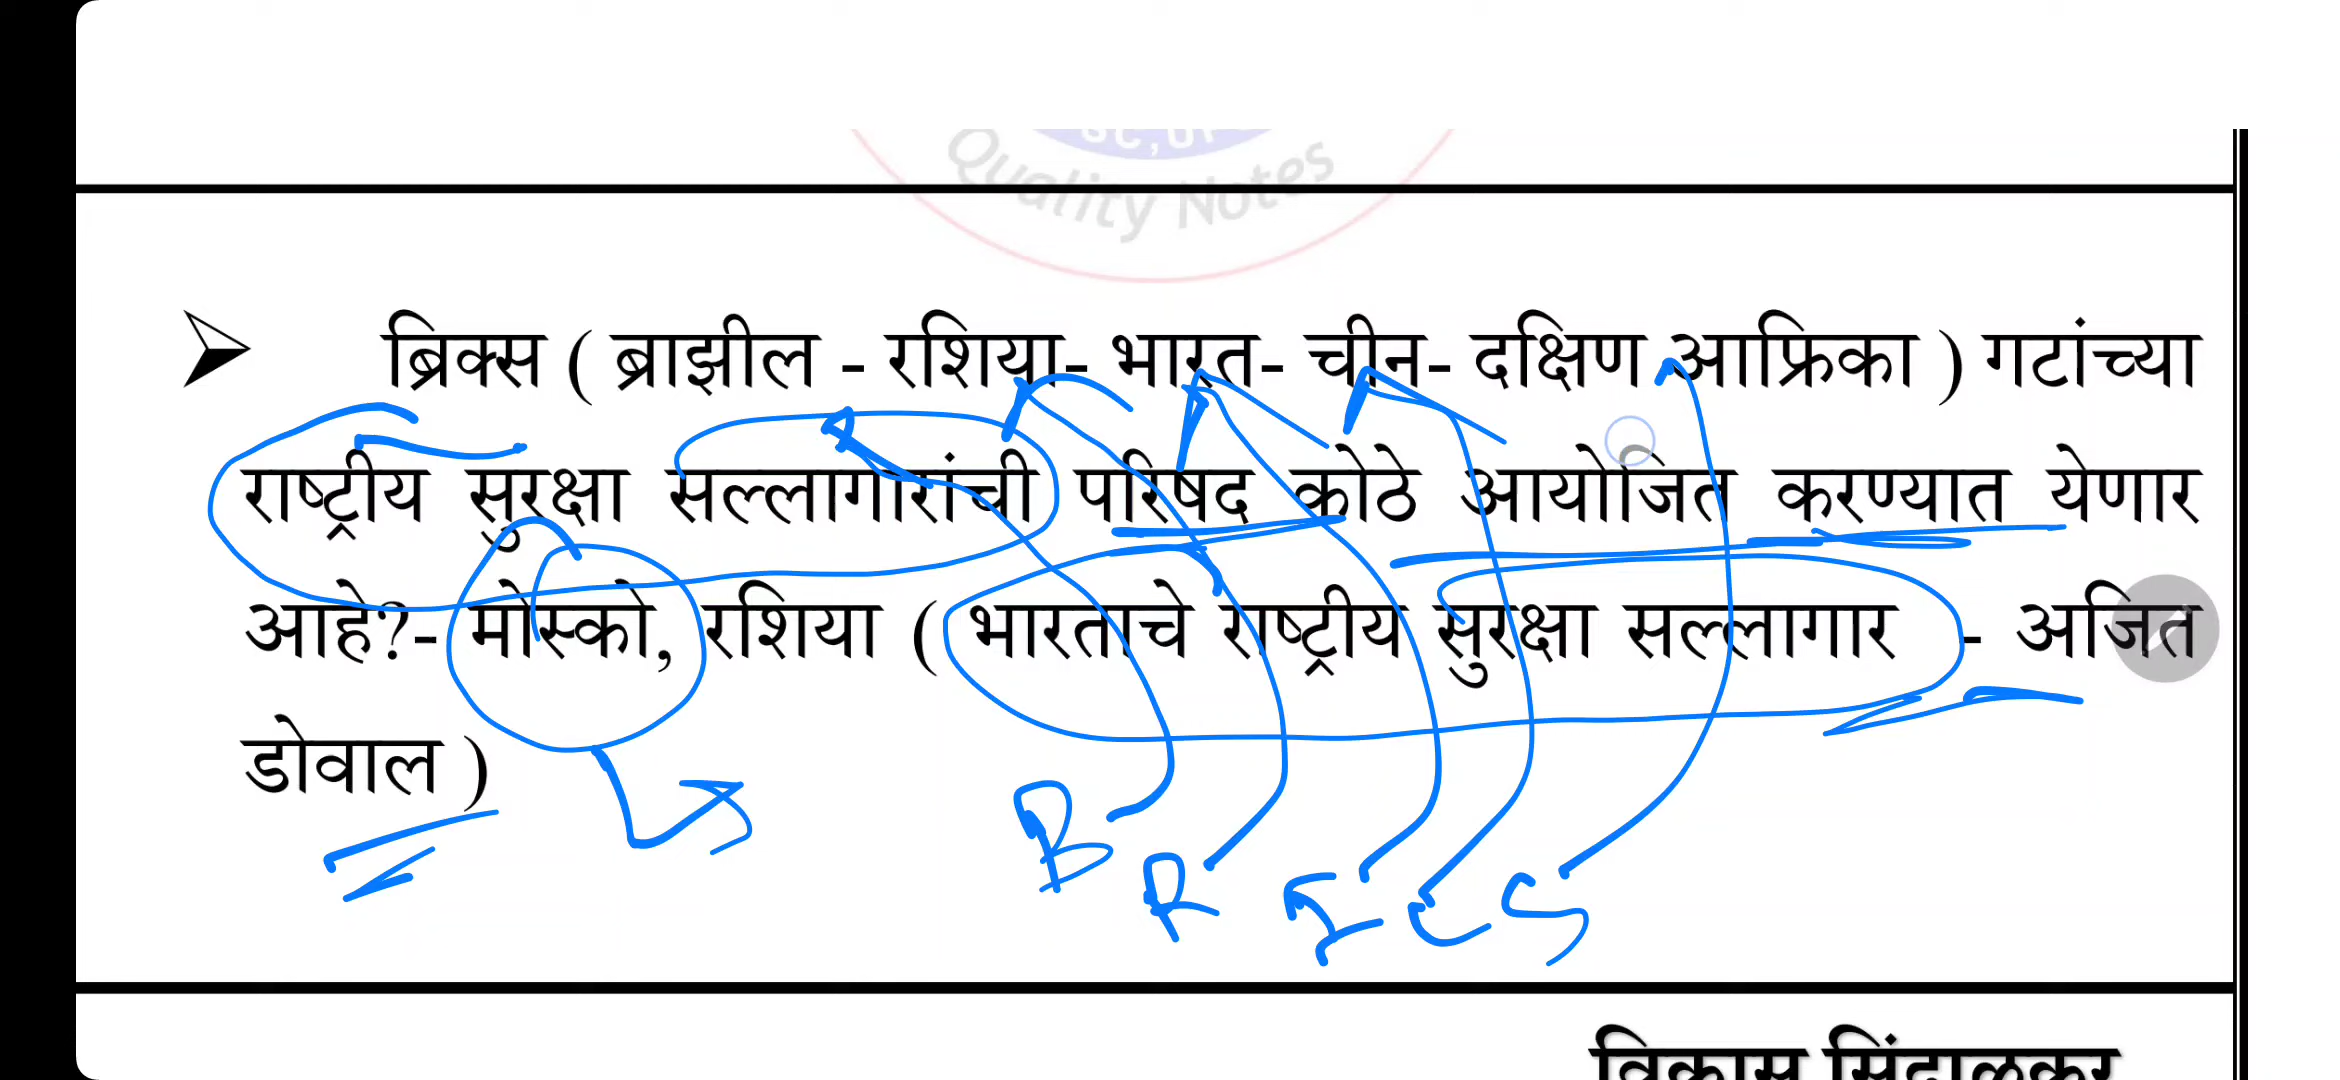 Quality Notes
➢ ब्रिक्स ( ब्राझील - रशिया- भारत- चीन- दक्षिण आफ्रिका ) गटांच्या
राष्ट्रीय सुरक्षा सल्लागारांची परिषद कोठे आयोजित करण्यात येणार
आहे?- मोस्को, रशिया ( भारताचे राष्ट्रीय सुरक्षा सल्लागार - अजित
डोवाल )
B R I C S
विकास